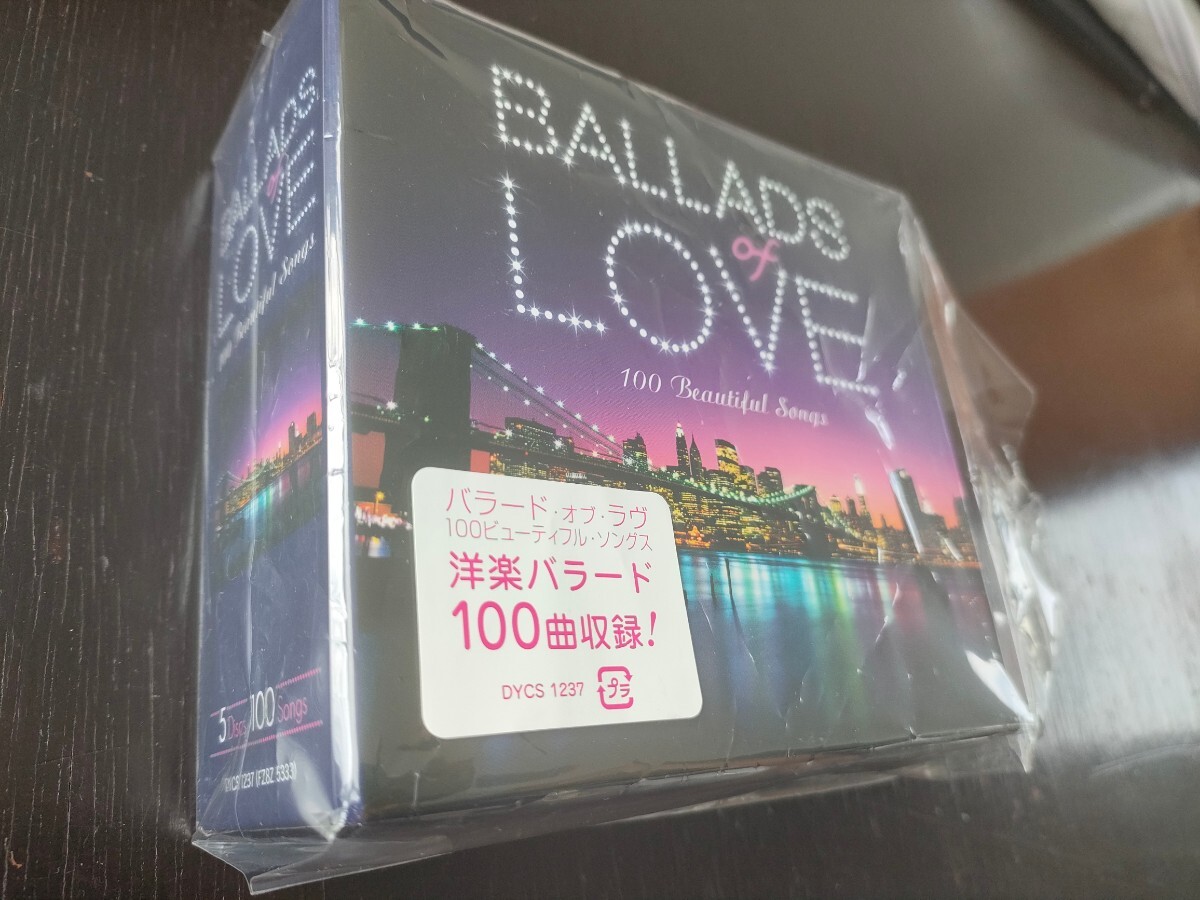 BALLADS
of
LOVE
100 Beautiful Songs
バラード・オブ・ラヴ
100ビューティフル・ソングス
洋楽バラード
100曲収録!
DYCS 1237 プラ
BALLADS
of
LOVE
100 Beautiful Songs
5 Discs 100 Songs
DYCS 1237 (FZ8Z 5333)